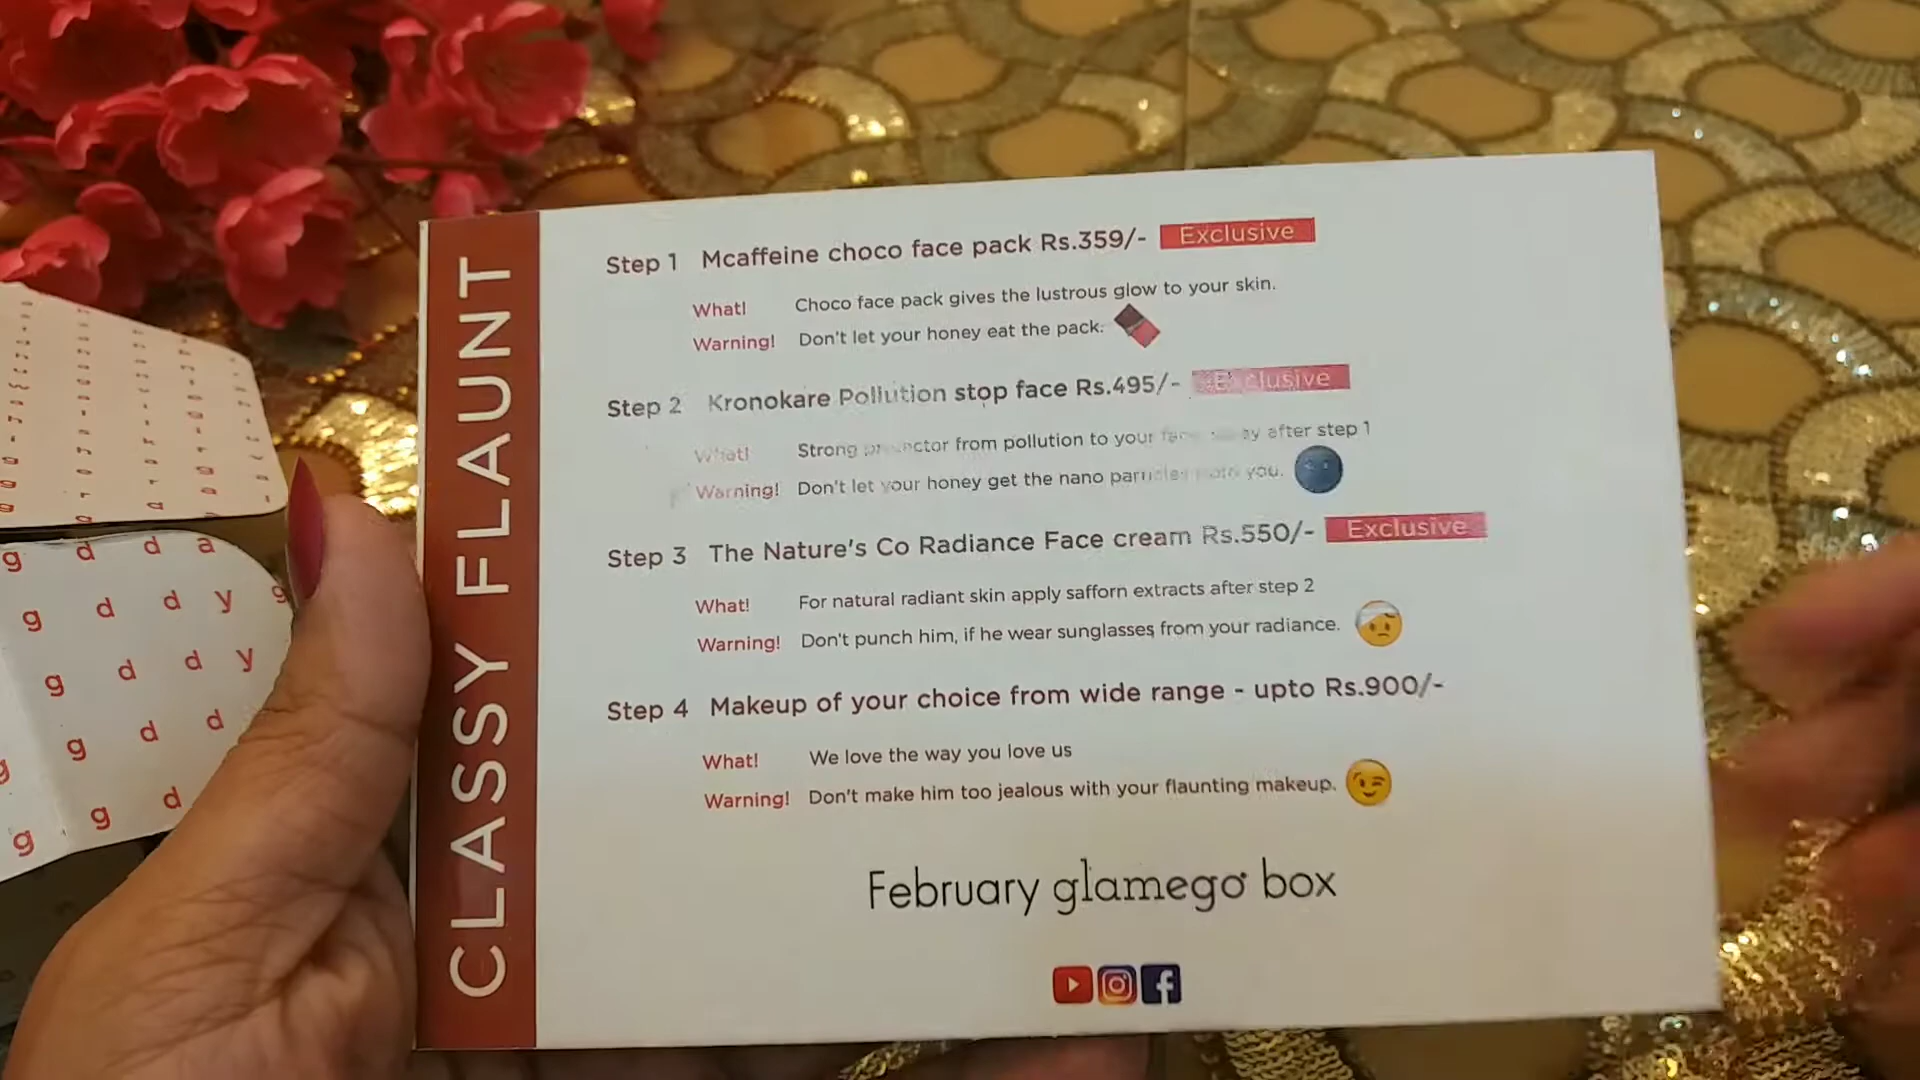 CLASSY FLAUNT
Step 1 Mcaffeine choco face pack Rs.359/- Exclusive
What! Choco face pack gives the lustrous glow to your skin.
Warning! Don't let your honey eat the pack.
Step 2 Kronokare Pollution stop face Rs.495/- Exclusive
What! Strong protector from pollution to your after step 1
Warning! Don't let your honey get the nano particles you.
Step 3 The Nature's Co Radiance Face cream Rs.550/- Exclusive
What! For natural radiant skin apply safforn extracts after step 2
Warning! Don't punch him, if he wear sunglasses from your radiance.
Step 4 Makeup of your choice from wide range - upto Rs.900/-
What! We love the way you love us
Warning! Don't make him too jealous with your flaunting makeup.
February glamego box